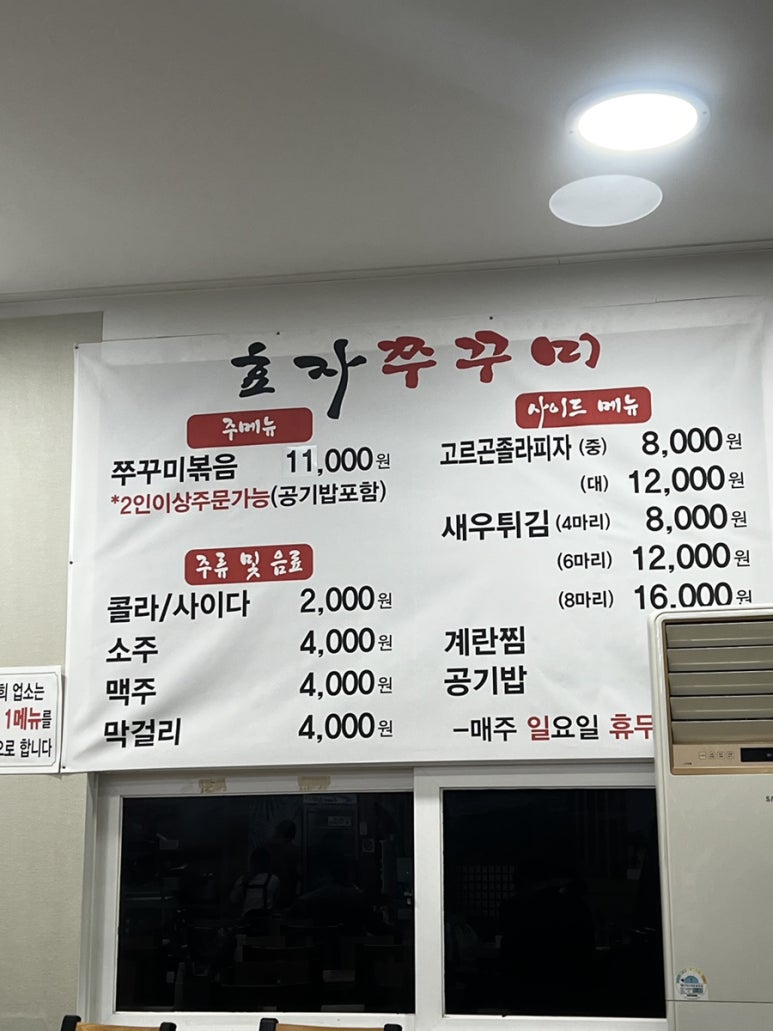 효자쭈꾸미
주메뉴
쭈꾸미볶음 11,000원
*2인이상주문가능(공기밥포함)
주류 및 음료
콜라/사이다 2,000원
소주 4,000원
맥주 4,000원
막걸리 4,000원
사이드 메뉴
고르곤졸라피자 (중) 8,000원
(대) 12,000원
새우튀김 (4마리) 8,000원
(6마리) 12,000원
(8마리) 16,000원
계란찜
공기밥
-매주 일요일 휴무
업소는
1메뉴를
합니다